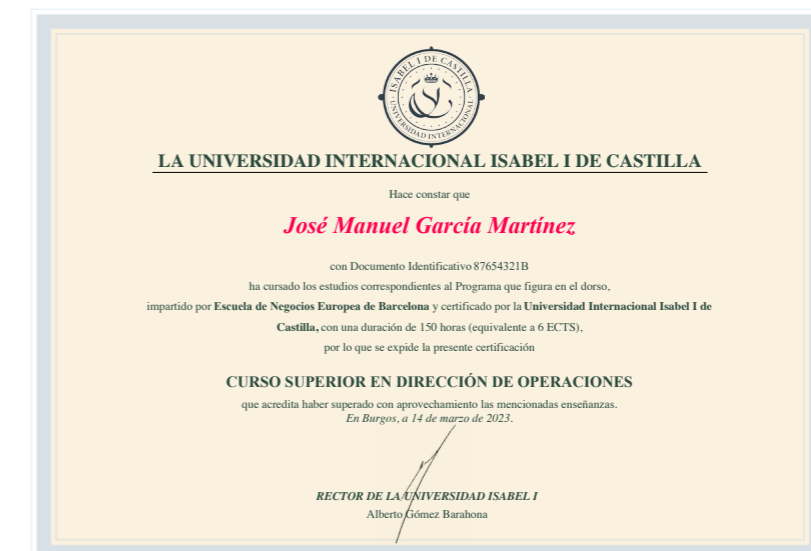 ISABEL I DE CASTILLA
UNIVERSIDAD INTERNACIONAL
LA UNIVERSIDAD INTERNACIONAL ISABEL I DE CASTILLA
Hace constar que
José Manuel García Martínez
con Documento Identificativo 87654321B
ha cursado los estudios correspondientes al Programa que figura en el dorso,
impartido por Escuela de Negocios Europea de Barcelona y certificado por la Universidad Internacional Isabel I de
Castilla, con una duración de 150 horas (equivalente a 6 ECTS),
por lo que se expide la presente certificación
CURSO SUPERIOR EN DIRECCIÓN DE OPERACIONES
que acredita haber superado con aprovechamiento las mencionadas enseñanzas.
En Burgos, a 14 de marzo de 2023.
RECTOR DE LA UNIVERSIDAD ISABEL I
Alberto Gómez Barahona